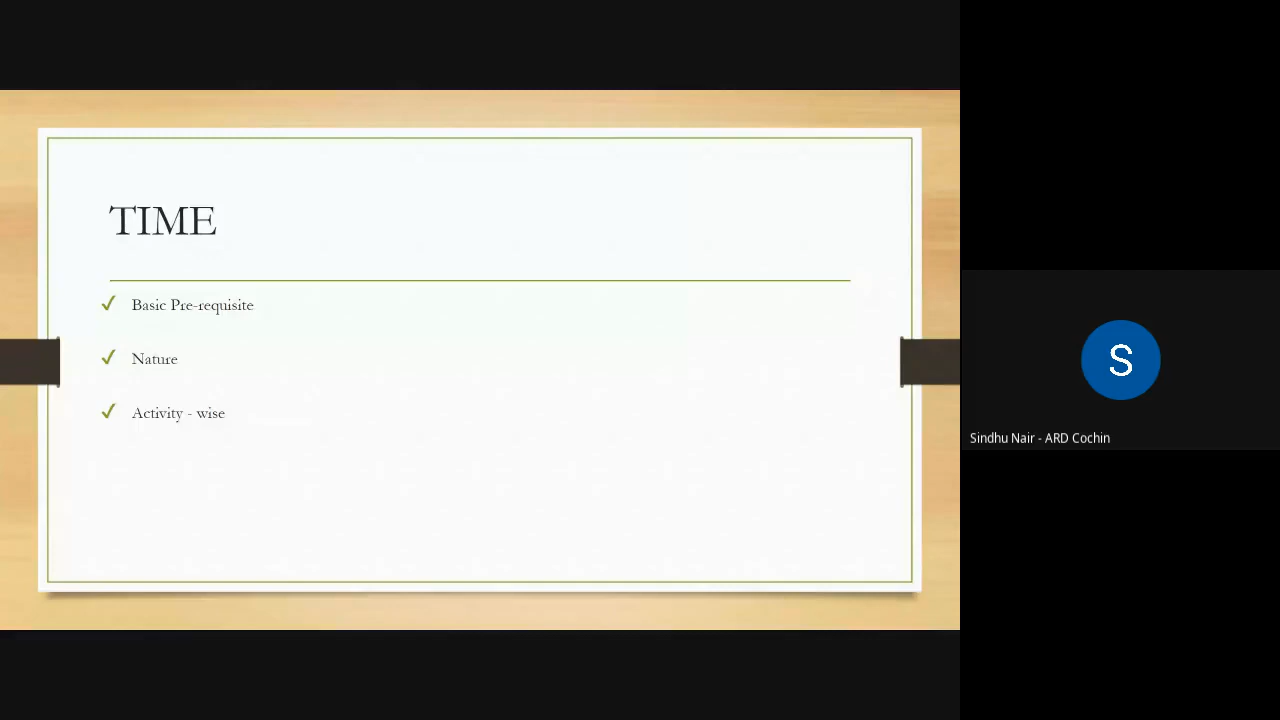 TIME
✓ Basic Pre-requisite
✓ Nature
✓ Activity - wise
S
Sindhu Nair - ARD Cochin